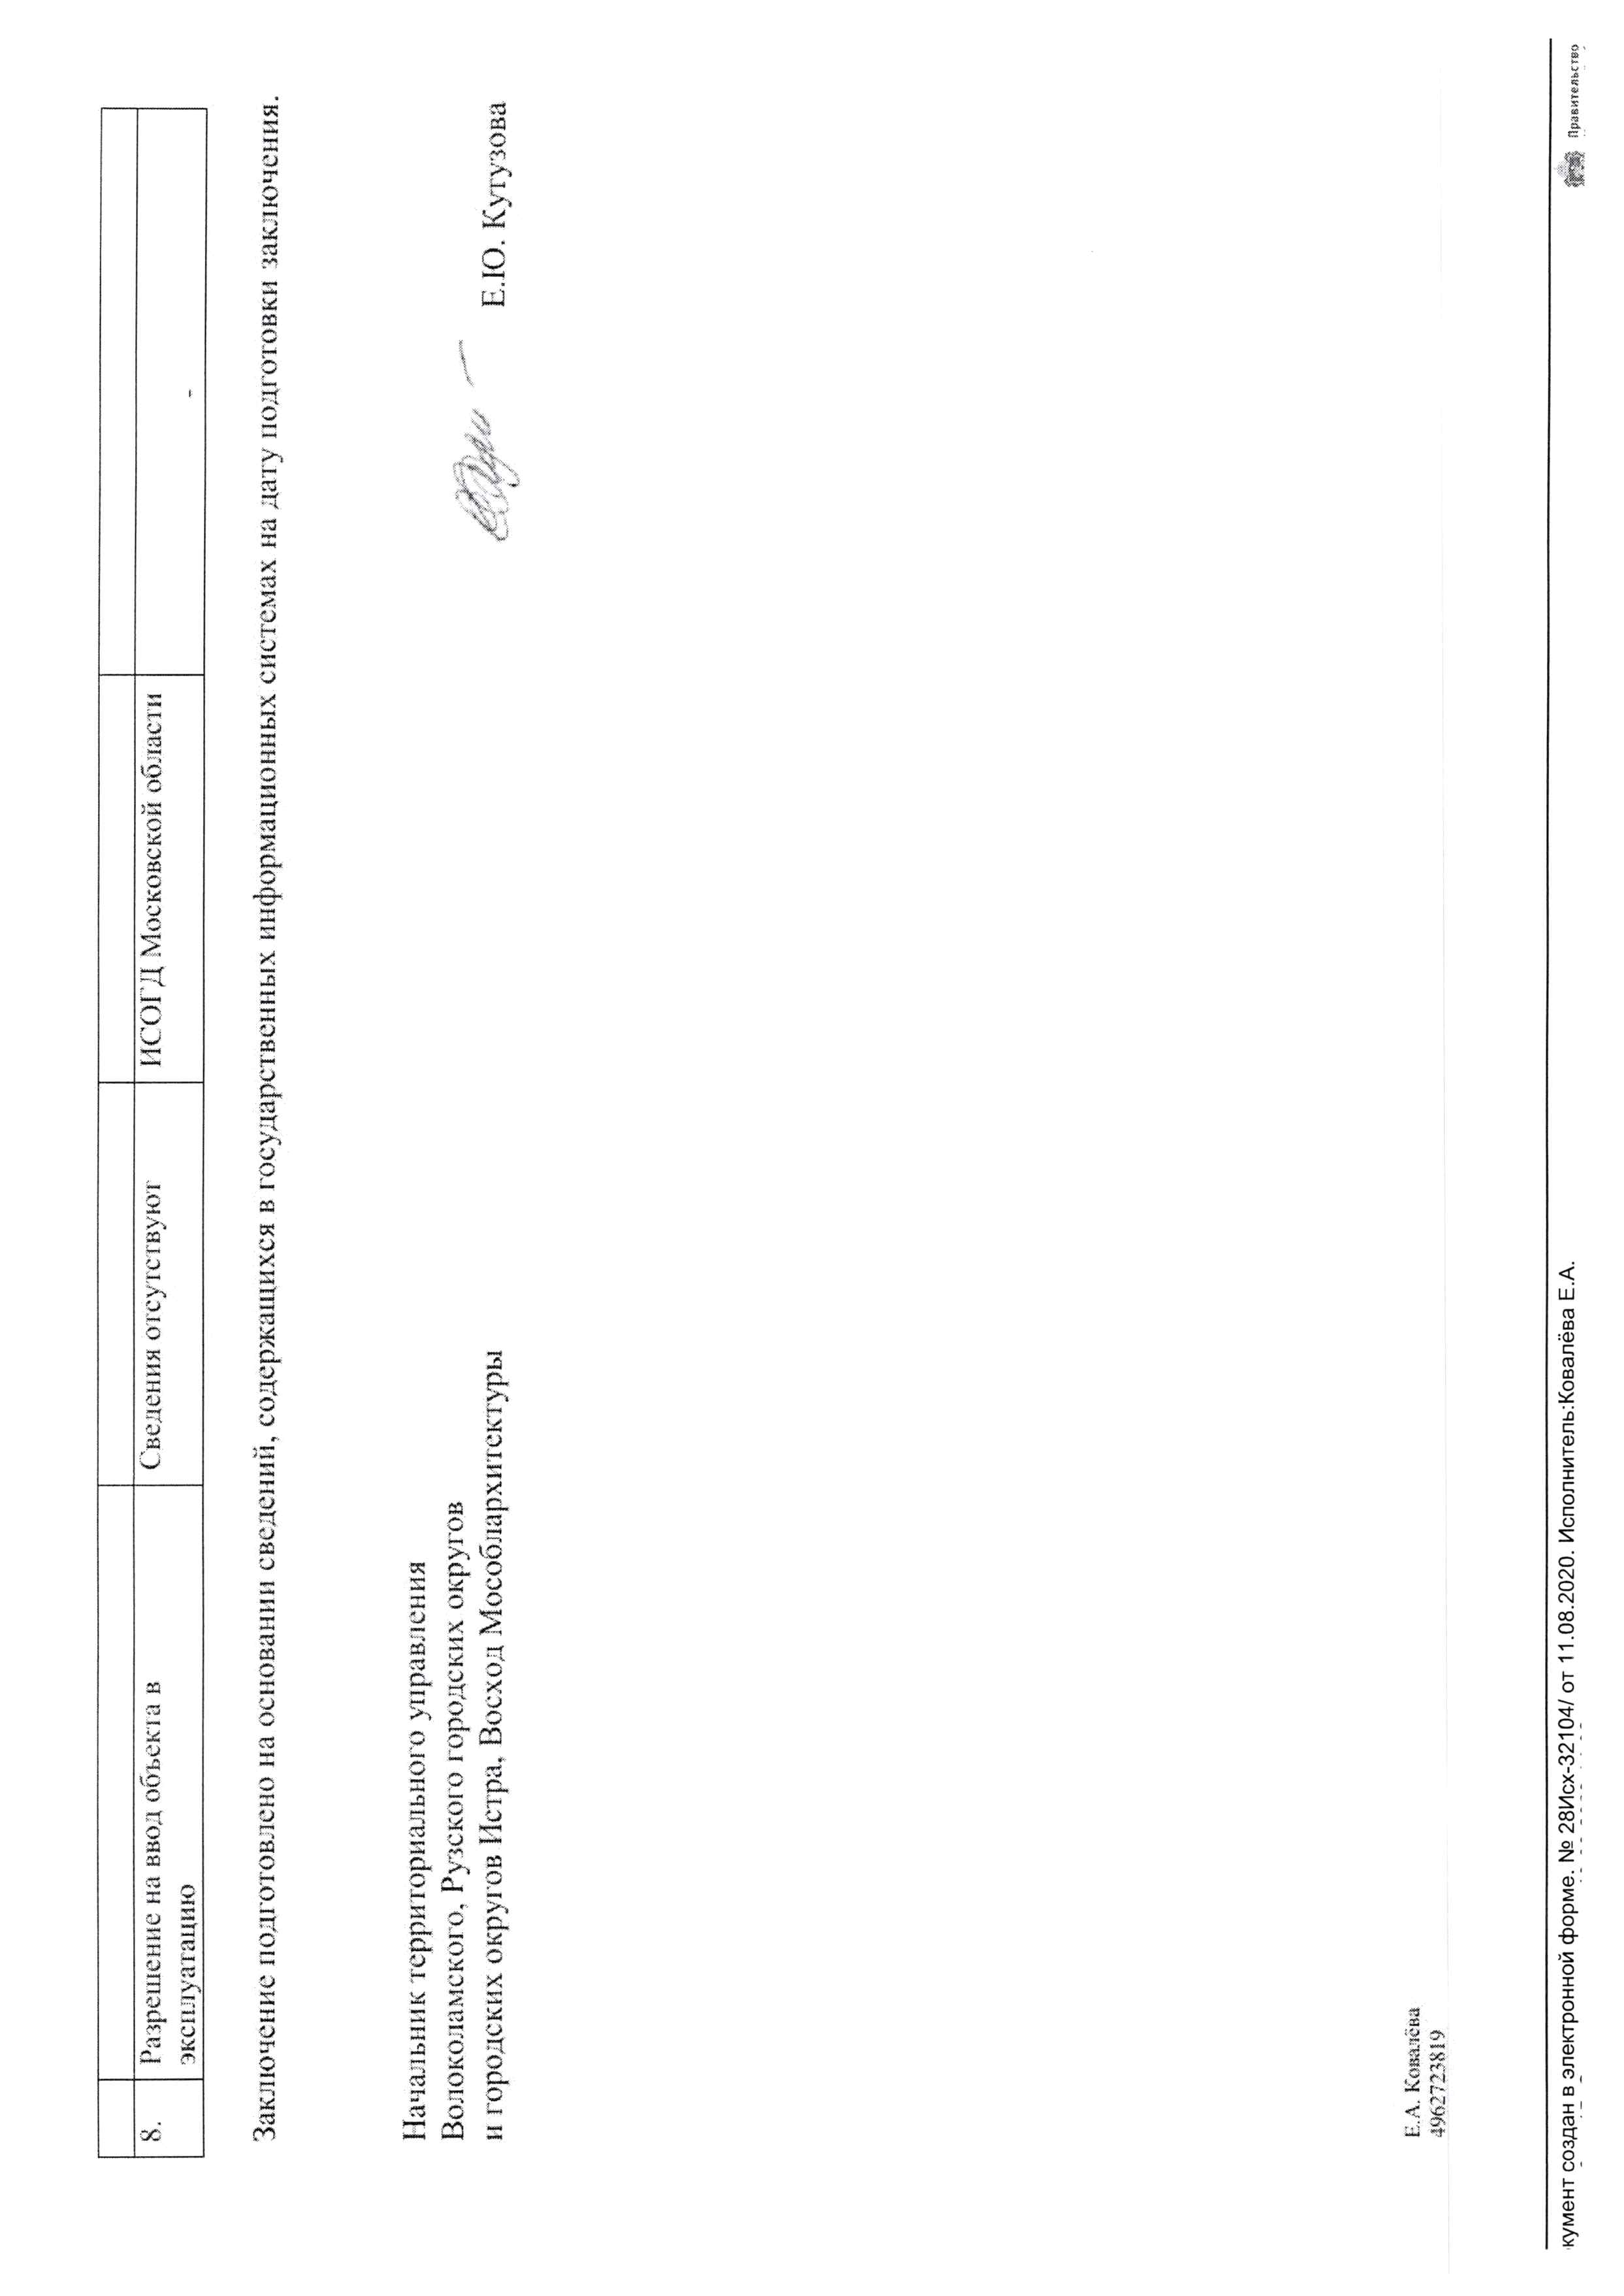 8. Разрешение на ввод объекта в Сведения отсутствуют ИСОГД Московской области -
эксплуатацию
Заключение подготовлено на основании сведений, содержащихся в государственных информационных системах на дату подготовки заключения.
Начальник территориального управления
Волоколамского, Рузского городских округов
и городских округов Истра, Восход Мособлархитектуры Е.Ю. Кутузова
Е.А. Ковалёва
4962723819
кумент создан в электронной форме. № 28Исх-32104/ от 11.08.2020. Исполнитель:Ковалёва Е.А.
Правительство